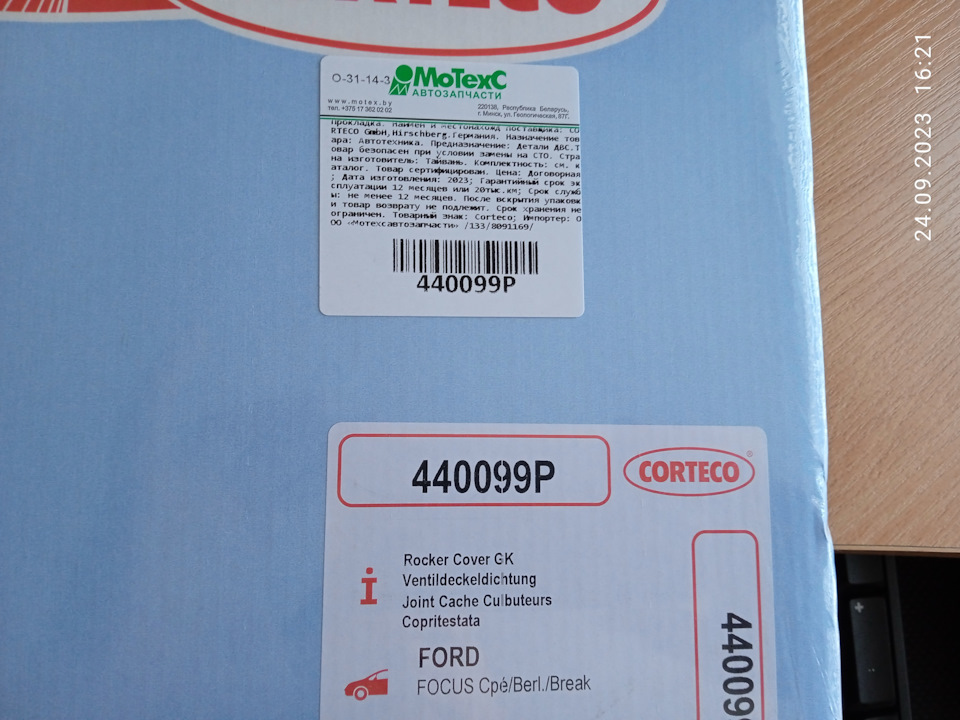 CORTECO
О-31-14-3
МоТехС
АВТОЗАПЧАСТИ
www.motex.by
тел. +375 17 362 02 02
220138, Республика Беларусь,
г. Минск, ул. Геологическая, 87Г.
Прокладка. Наимен и местонахожд поставщика: CO
RTECO GmbH,Hirschberg,Германия. Назначение тов
ара: Автотехника. Предназначение: Детали ДВС.Т
овар безопасен при условии замены на СТО. Стра
на изготовитель: Тайвань. Комплектность: см. к
аталог. Товар сертифицирован. Цена: Договорная
; Дата изготовления: 2023; Гарантийный срок эк
сплуатации 12 месяцев или 20тыс.км; Срок служб
ы: не менее 12 месяцев. После вскрытия упаковк
и товар возврату не подлежит. Срок хранения не
ограничен. Товарный знак: Corteco; Импортер: О
ОО «Мотексавтозапчасти» /133/8091169/
440099P
440099P
CORTECO®
Rocker Cover GK
Ventildeckeldichtung
Joint Cache Culbuteurs
Copritestata
FORD
FOCUS Cpé/Berl./Break
44009
24.09.2023 16:21